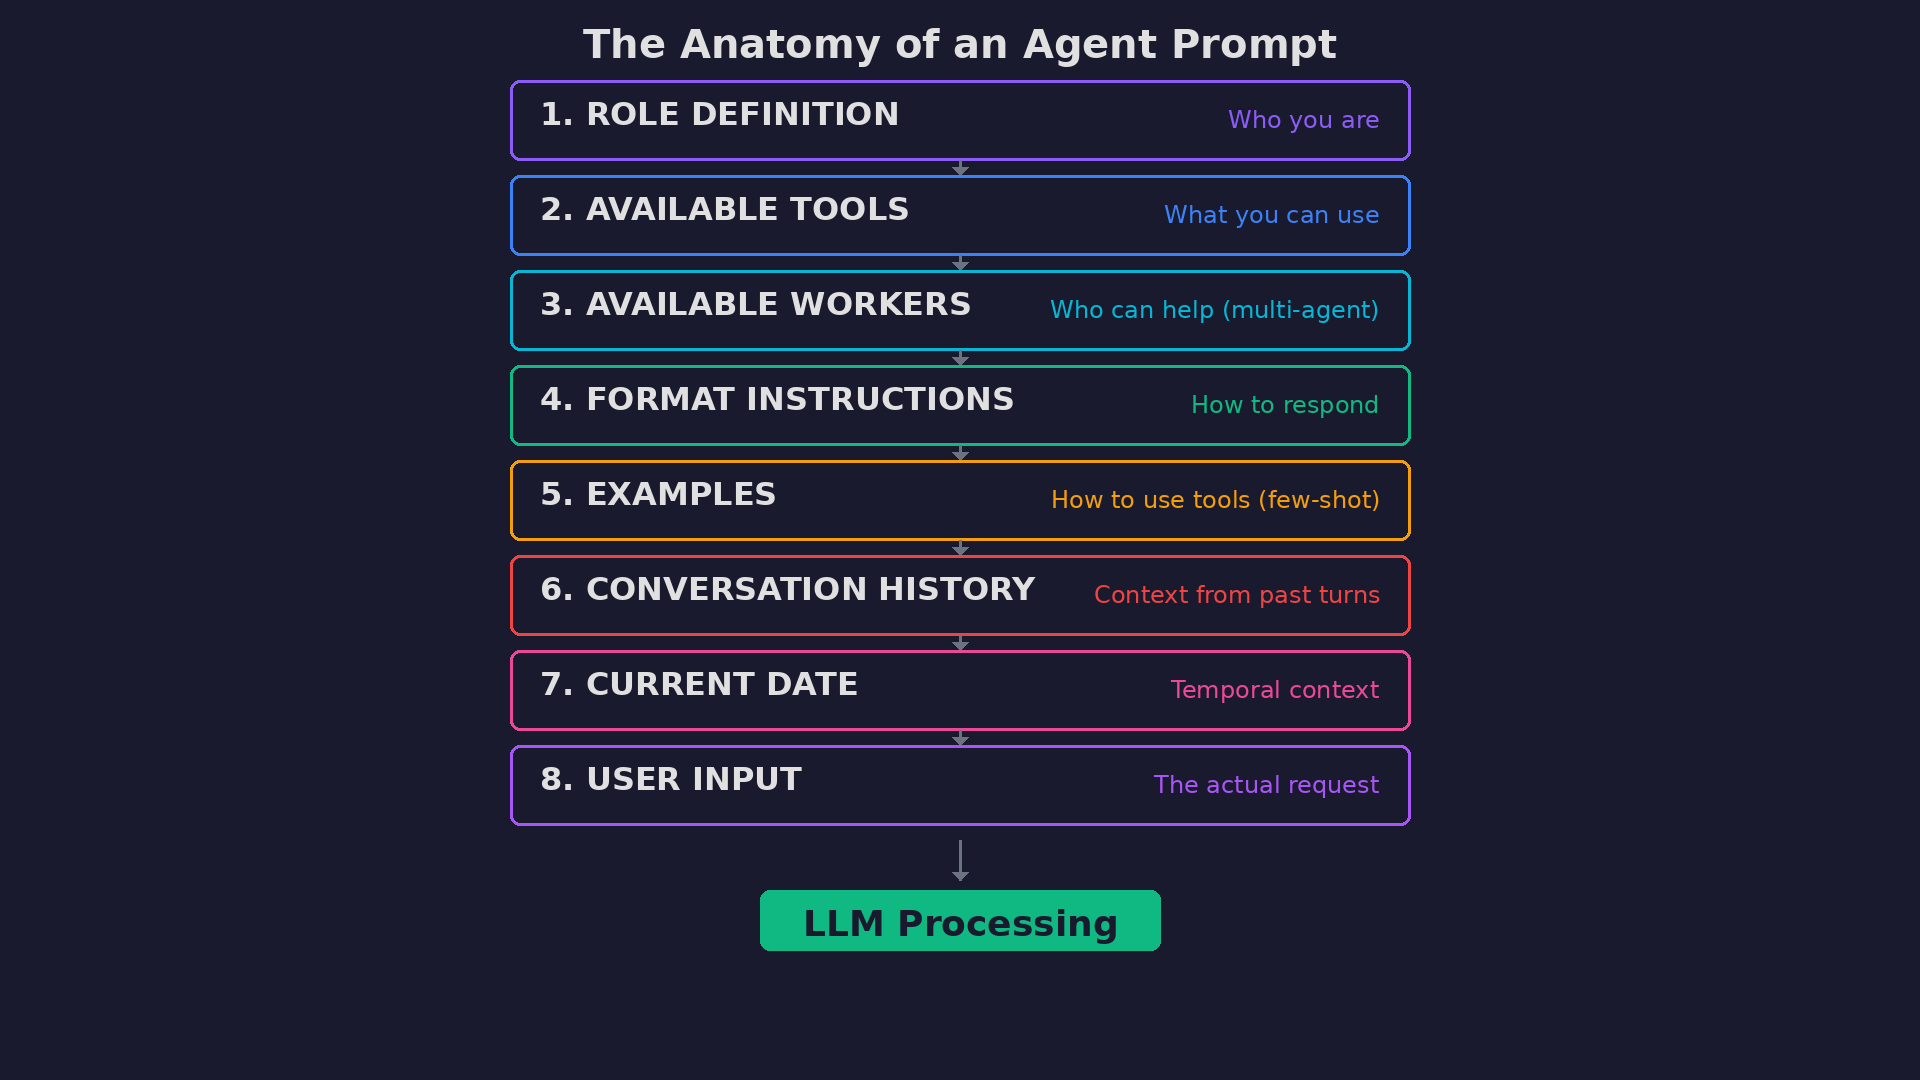 The Anatomy of an Agent Prompt
1. ROLE DEFINITION Who you are
2. AVAILABLE TOOLS What you can use
3. AVAILABLE WORKERS Who can help (multi-agent)
4. FORMAT INSTRUCTIONS How to respond
5. EXAMPLES How to use tools (few-shot)
6. CONVERSATION HISTORY Context from past turns
7. CURRENT DATE Temporal context
8. USER INPUT The actual request
LLM Processing